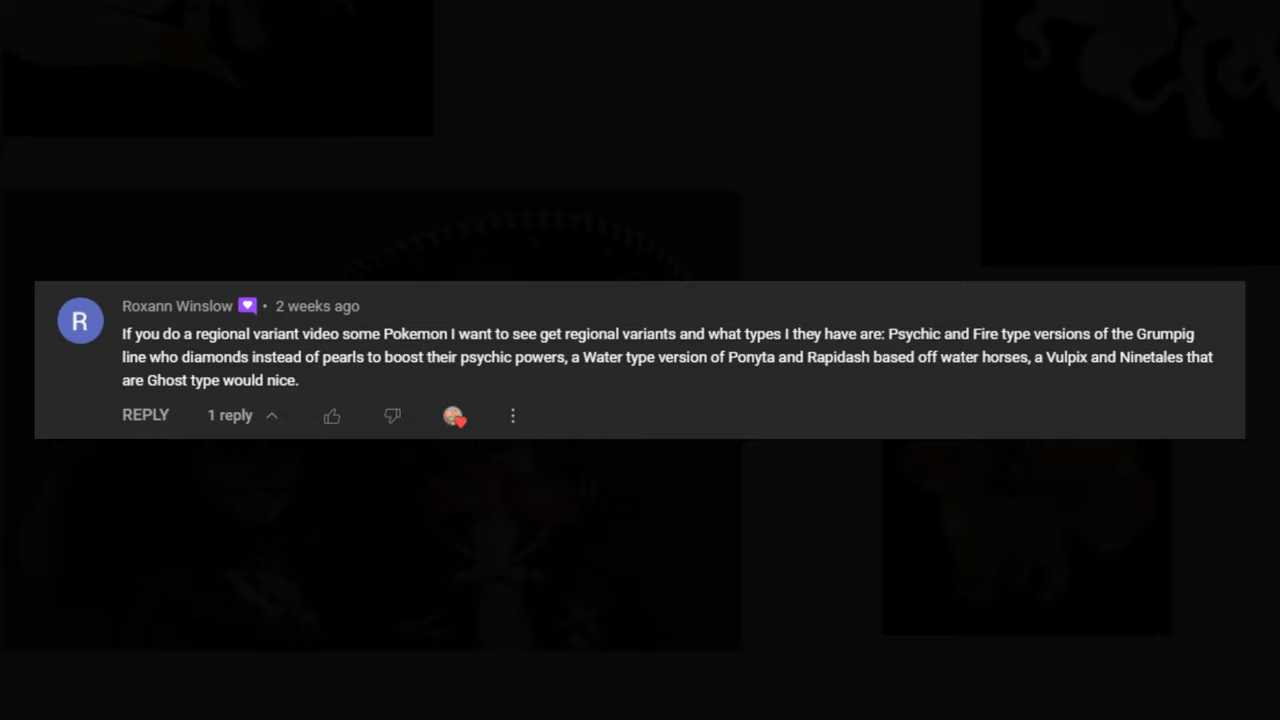 R
Roxann Winslow • 2 weeks ago
If you do a regional variant video some Pokemon I want to see get regional variants and what types I they have are: Psychic and Fire type versions of the Grumpig
line who diamonds instead of pearls to boost their psychic powers, a Water type version of Ponyta and Rapidash based off water horses, a Vulpix and Ninetales that
are Ghost type would nice.
REPLY 1 reply